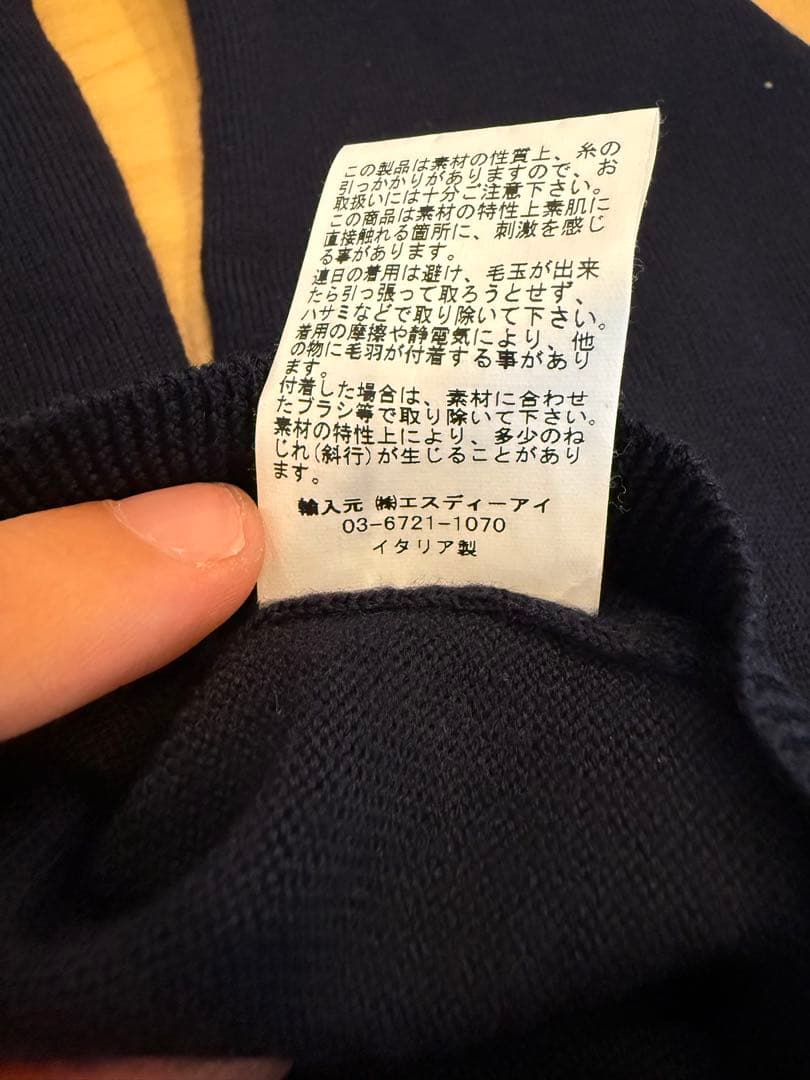 この製品は素材の性質上、糸の
引っかかりがありますので、お
取扱いには十分ご注意下さい。
この商品は素材の特性上素肌に
直接触れる箇所に、刺激を感じ
る事があります。
連日の着用は避け、毛玉が出来
たら引っ張って取ろうとせず、
ハサミなどで取り除いて下さい。
着用の摩擦や静電気により、他
の物に毛羽が付着する事があり
ます。
付着した場合は、素材に合わせ
たブラシ等で取り除いて下さい。
素材の特性上により、多少のね
じれ(斜行)が生じることがあり
ます。
輸入元 ㈱エスディーアイ
03-6721-1070
イタリア製